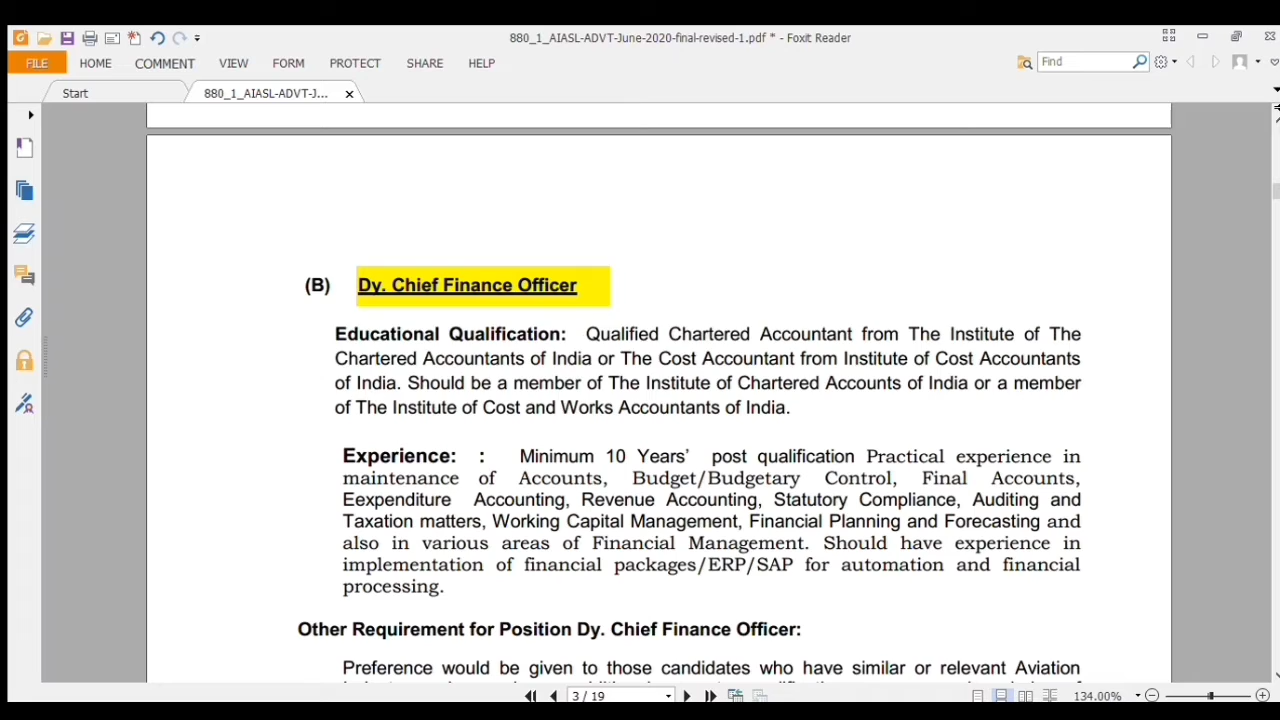 880_1_AIASL-ADVT-June-2020-final-revised-1.pdf * - Foxit Reader
FILE HOME COMMENT VIEW FORM PROTECT SHARE HELP Find
Start 880_1_AIASL-ADVT-J...
(B) Dy. Chief Finance Officer
Educational Qualification: Qualified Chartered Accountant from The Institute of The
Chartered Accountants of India or The Cost Accountant from Institute of Cost Accountants
of India. Should be a member of The Institute of Chartered Accounts of India or a member
of The Institute of Cost and Works Accountants of India.
Experience: : Minimum 10 Years’ post qualification Practical experience in
maintenance of Accounts, Budget/Budgetary Control, Final Accounts,
Eexpenditure Accounting, Revenue Accounting, Statutory Compliance, Auditing and
Taxation matters, Working Capital Management, Financial Planning and Forecasting and
also in various areas of Financial Management. Should have experience in
implementation of financial packages/ERP/SAP for automation and financial
processing.
Other Requirement for Position Dy. Chief Finance Officer:
Preference would be given to those candidates who have similar or relevant Aviation
3 / 19 134.00%